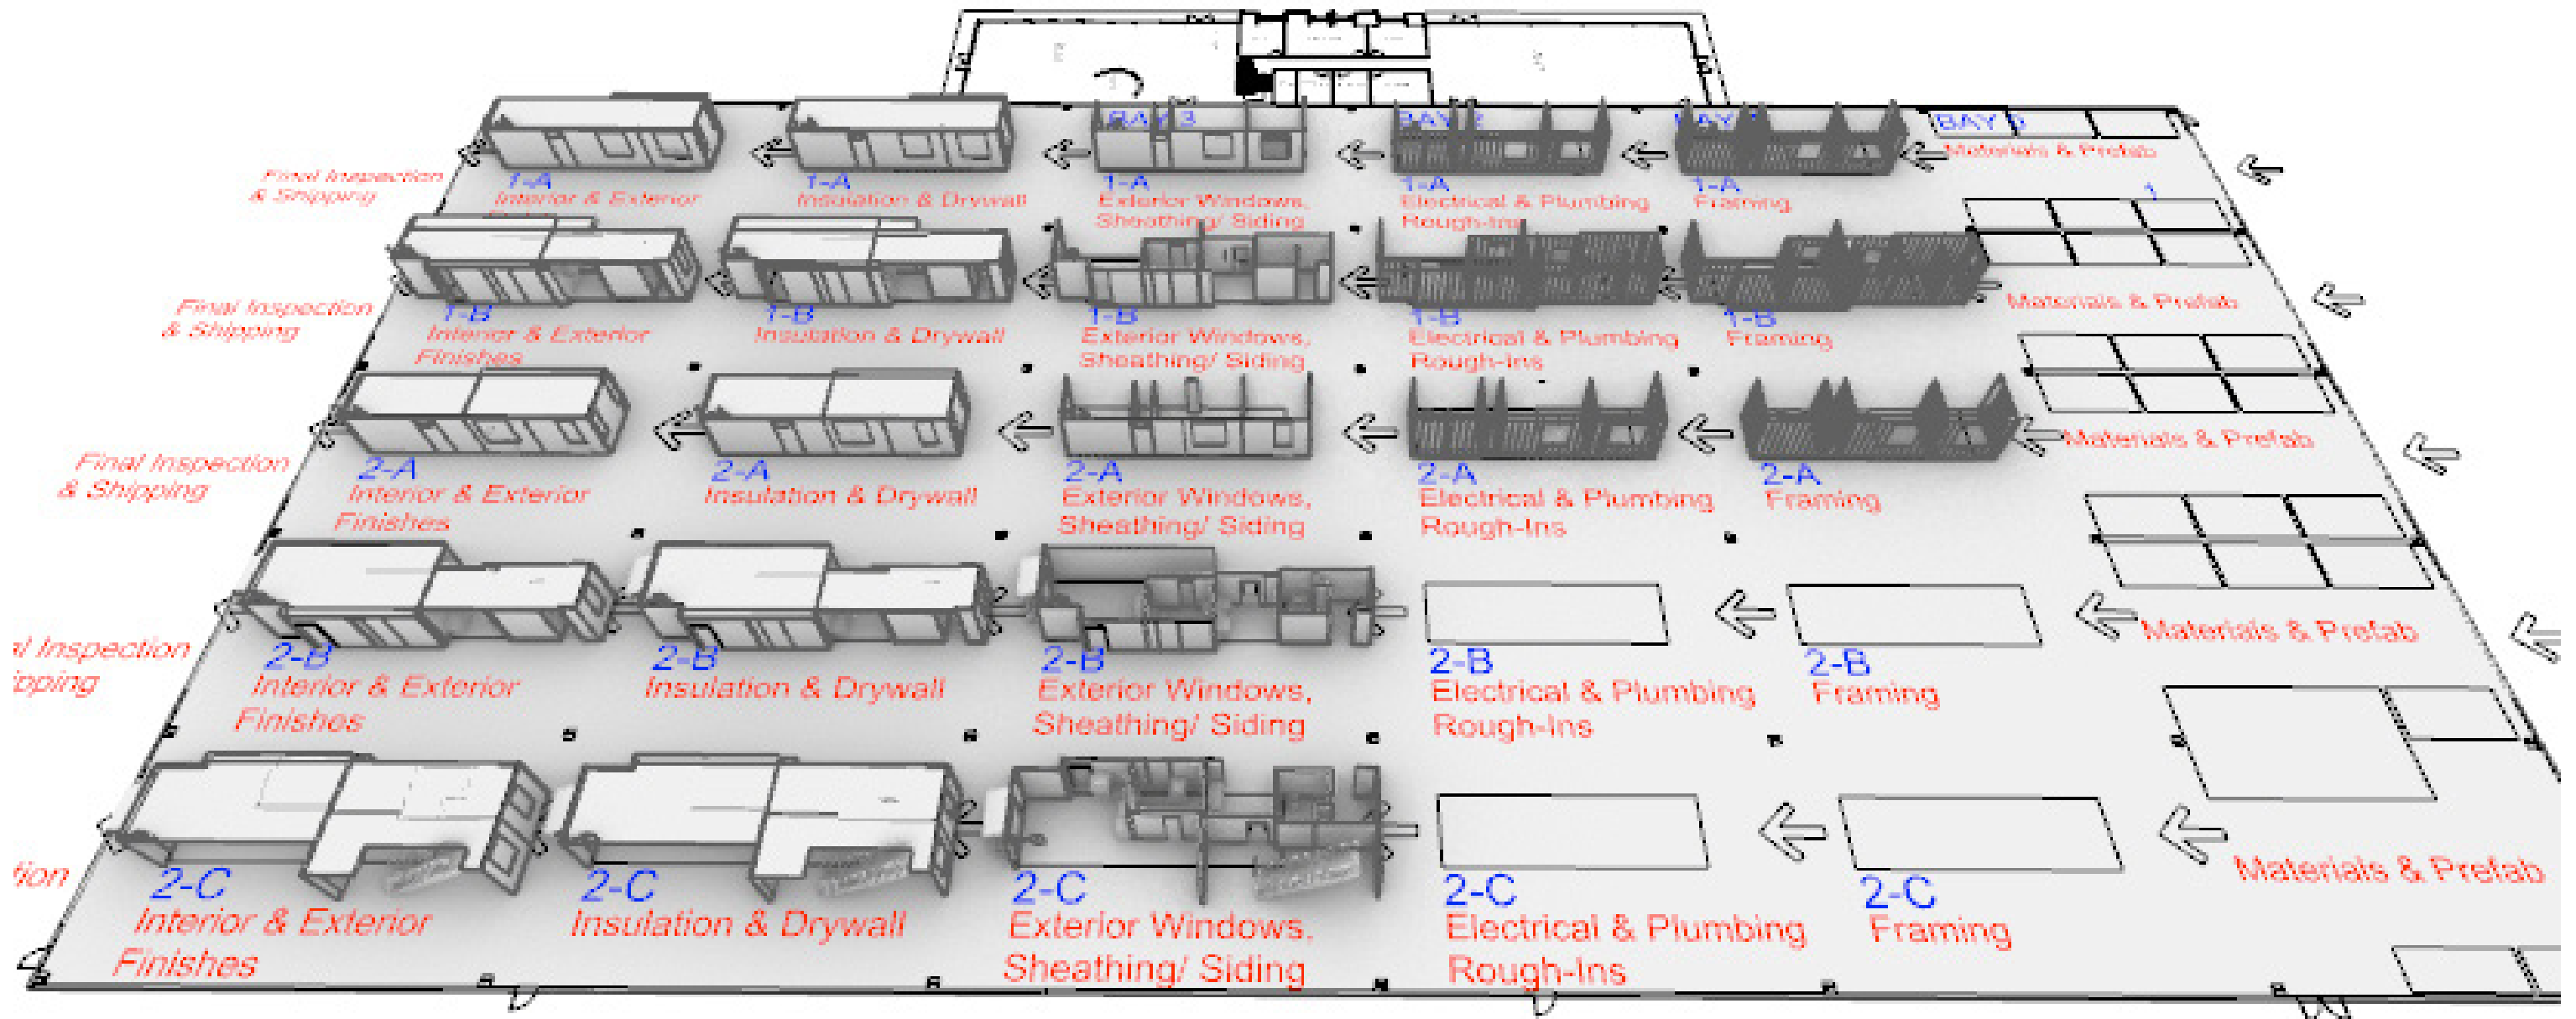 BAY 3
BAY 2
BAY
BAY
Materials & Prefab
Final Inspection
& Shipping
1-A
Interior & Exterior
1-A
Insulation & Drywall
1-A
Exterior Windows,
Sheathing/ Siding
1-A
Electrical & Plumbing
Rough-Ins
1-A
Framing
1
Final Inspection
& Shipping
1-B
Interior & Exterior
Finishes
1-B
Insulation & Drywall
1-B
Exterior Windows,
Sheathing/ Siding
1-B
Electrical & Plumbing
Rough-Ins
1-B
Framing
Materials & Prefab
Final Inspection
& Shipping
2-A
Interior & Exterior
Finishes
2-A
Insulation & Drywall
2-A
Exterior Windows,
Sheathing/ Siding
2-A
Electrical & Plumbing
Rough-Ins
2-A
Framing
Materials & Prefab
al Inspection
ipping
2-B
Interior & Exterior
Finishes
2-B
Insulation & Drywall
2-B
Exterior Windows,
Sheathing/ Siding
2-B
Electrical & Plumbing
Rough-Ins
2-B
Framing
Materials & Prefab
tion
2-C
Interior & Exterior
Finishes
2-C
Insulation & Drywall
2-C
Exterior Windows,
Sheathing/ Siding
2-C
Electrical & Plumbing
Rough-Ins
2-C
Framing
Materials & Prefab